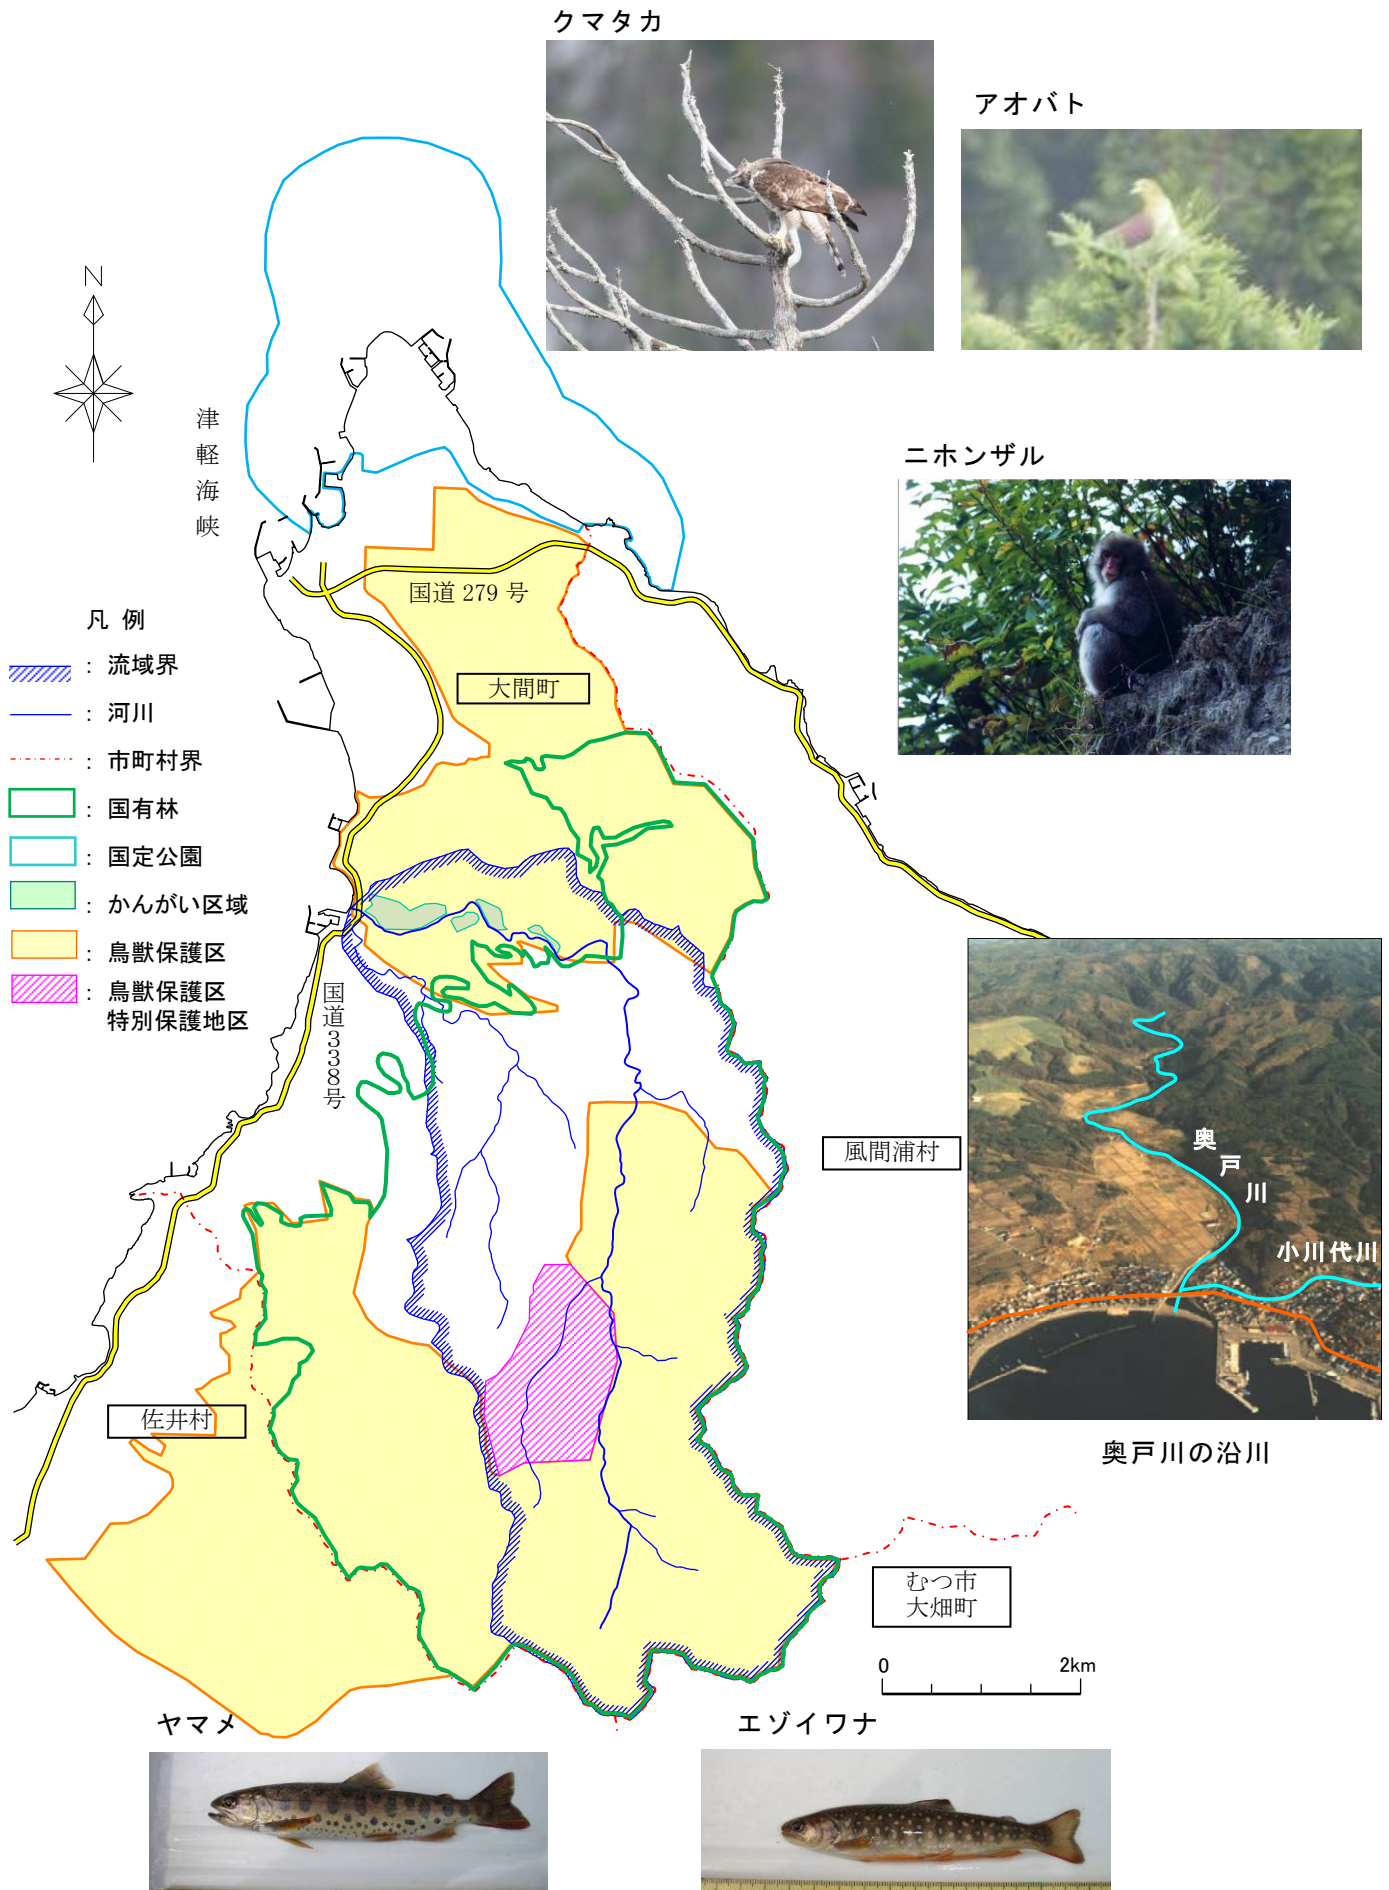 クマタカ
アオバト
N
津軽海峡
ニホンザル
国道 279 号
凡 例
： 流域界
： 河川
： 市町村界
： 国有林
： 国定公園
： かんがい区域
： 鳥獣保護区
： 鳥獣保護区
特別保護地区
大間町
国道338号
風間浦村
奥戸川
小川代川
佐井村
奥戸川の沿川
むつ市
大畑町
0 2km
ヤマメ
エゾイワナ